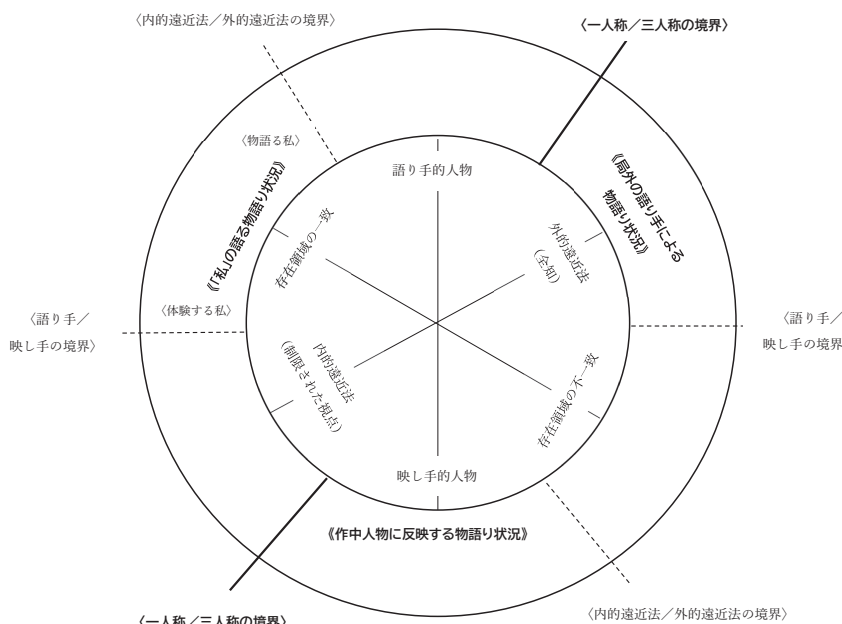 〈内的遠近法／外的遠近法の境界〉
〈一人称／三人称の境界〉
〈物語る私〉
語り手的人物
《局外の語り手による
物語り状況》
《「私」の語る物語り状況》
存在領域の一致
外的遠近法
(全知)
〈体験する私〉
〈語り手／
映し手の境界〉
〈語り手／
映し手の境界
内的遠近法
(制限された視点)
存在領域の不一致
映し手的人物
《作中人物に反映する物語り状況》
〈一人称／三人称の境界〉
〈内的遠近法／外的遠近法の境界〉